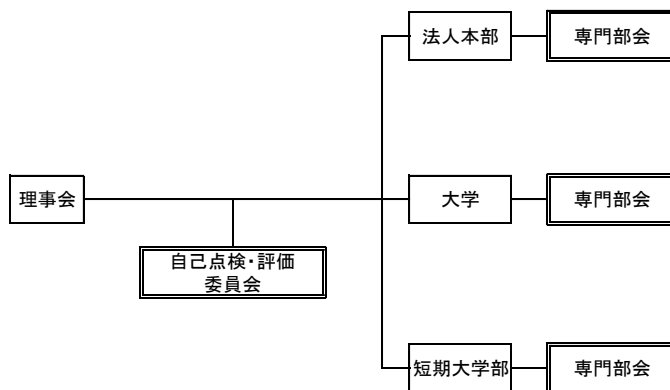 法人本部
専門部会
理事会
大学
専門部会
自己点検・評価
委員会
短期大学部
専門部会